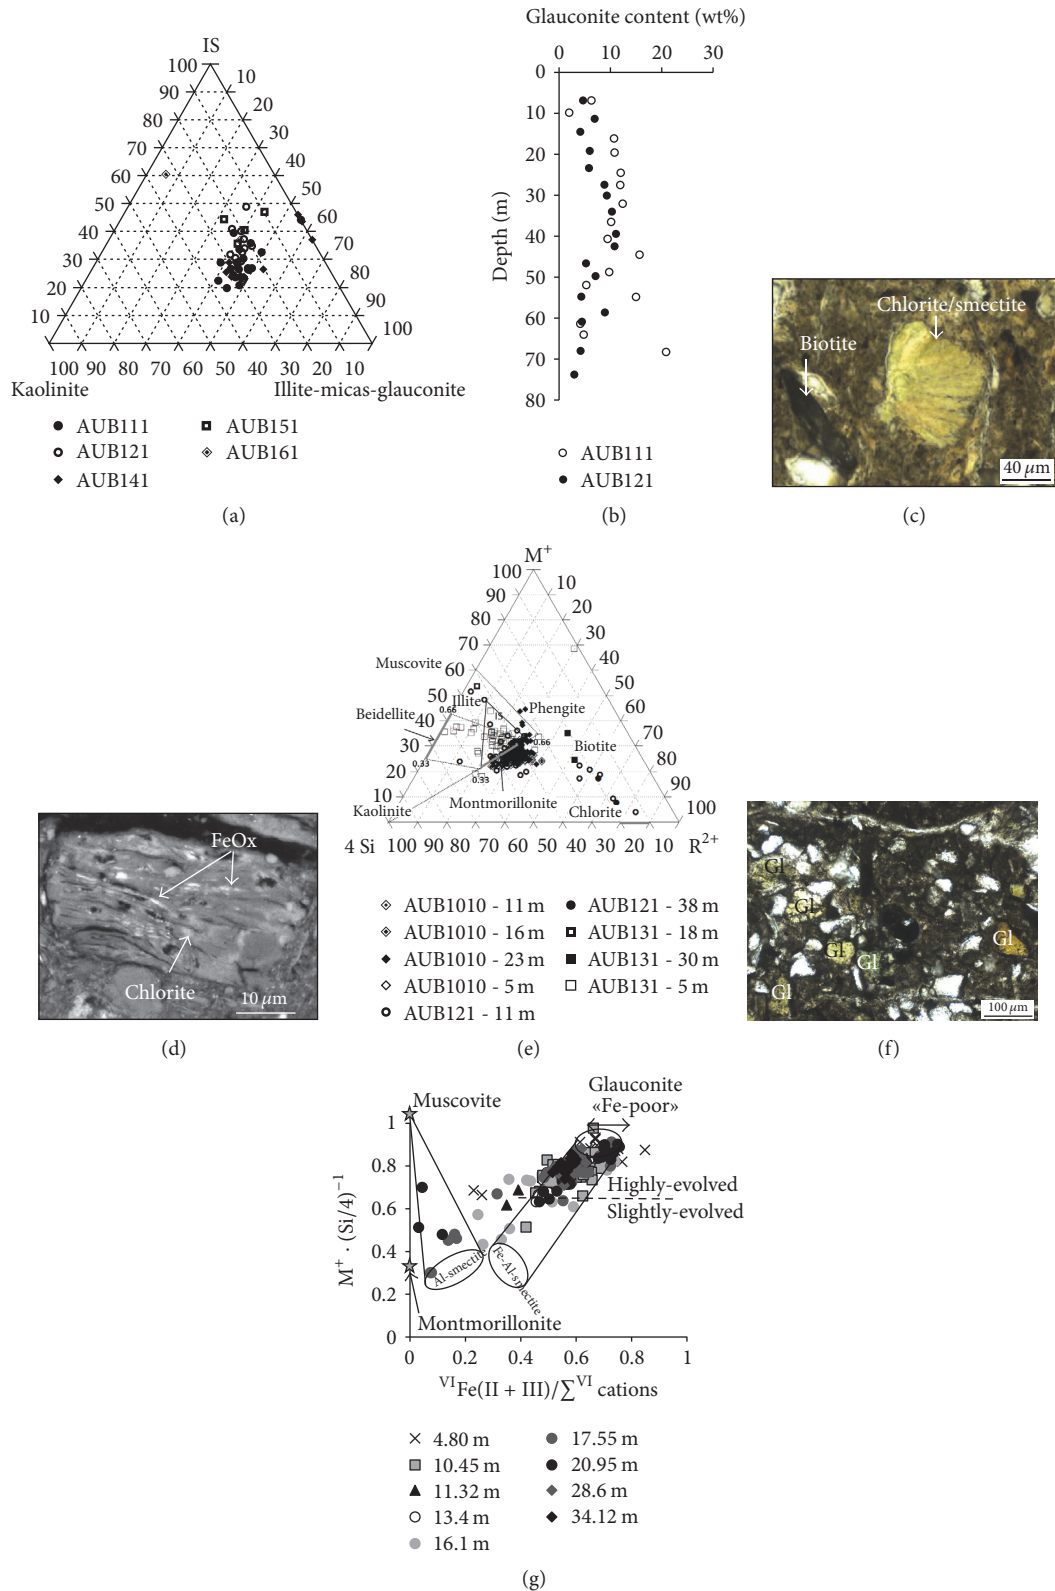 IS
100
90
80
70
60
50
40
30
20
10
10
20
30
40
50
60
70
80
90
100
100 90 80 70 60 50 40 30 20 10
Kaolinite
Illite-micas-glauconite
AUB111
AUB121
AUB141
AUB151
AUB161
(a)
Glauconite content (wt%)
0 10 20 30
Depth (m)
0
10
20
30
40
50
60
70
80
AUB111
AUB121
(b)
Chlorite/smectite
Biotite
40 μm
(c)
FeOx
Chlorite
10 μm
(d)
M+
100
90
80
70
60
50
40
30
20
10
10
20
30
40
50
60
70
80
90
100
Muscovite
Illite
IS
Phengite
Beidellite
0.66
0.66
0.33
0.33
Biotite
Kaolinite
Montmorillonite
Chlorite
4 Si
100 90 80 70 60 50 40 30 20 10
R2+
AUB1010 - 11 m
AUB1010 - 16 m
AUB1010 - 23 m
AUB1010 - 5 m
AUB121 - 11 m
AUB121 - 38 m
AUB131 - 18 m
AUB131 - 30 m
AUB131 - 5 m
(e)
Gl
Gl
Gl
Gl
Gl
Gl
100 μm
(f)
Glauconite
«Fe-poor»
Muscovite
Highly-evolved
Slightly-evolved
Al-smectite
Fe-Al-smectite
Montmorillonite
M+ · (Si/4)−1
1
0.8
0.6
0.4
0.2
0
0 0.2 0.4 0.6 0.8 1
VIFe(II + III)/∑VI cations
4.80 m
10.45 m
11.32 m
13.4 m
16.1 m
17.55 m
20.95 m
28.6 m
34.12 m
(g)